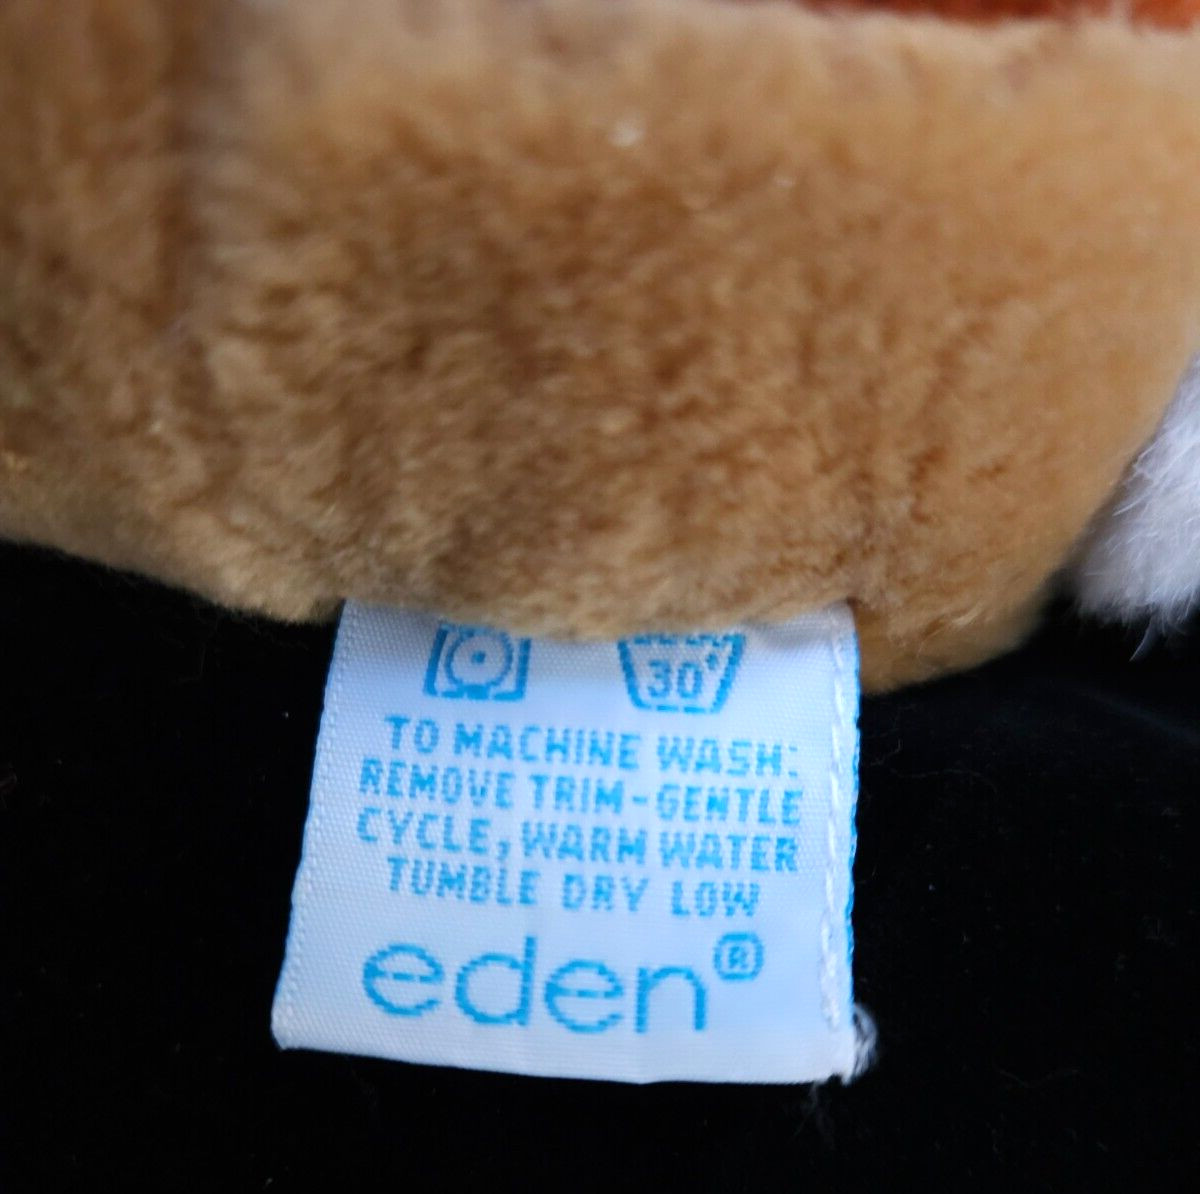 30°
TO MACHINE WASH:
REMOVE TRIM-GENTLE
CYCLE, WARM WATER
TUMBLE DRY LOW
eden®